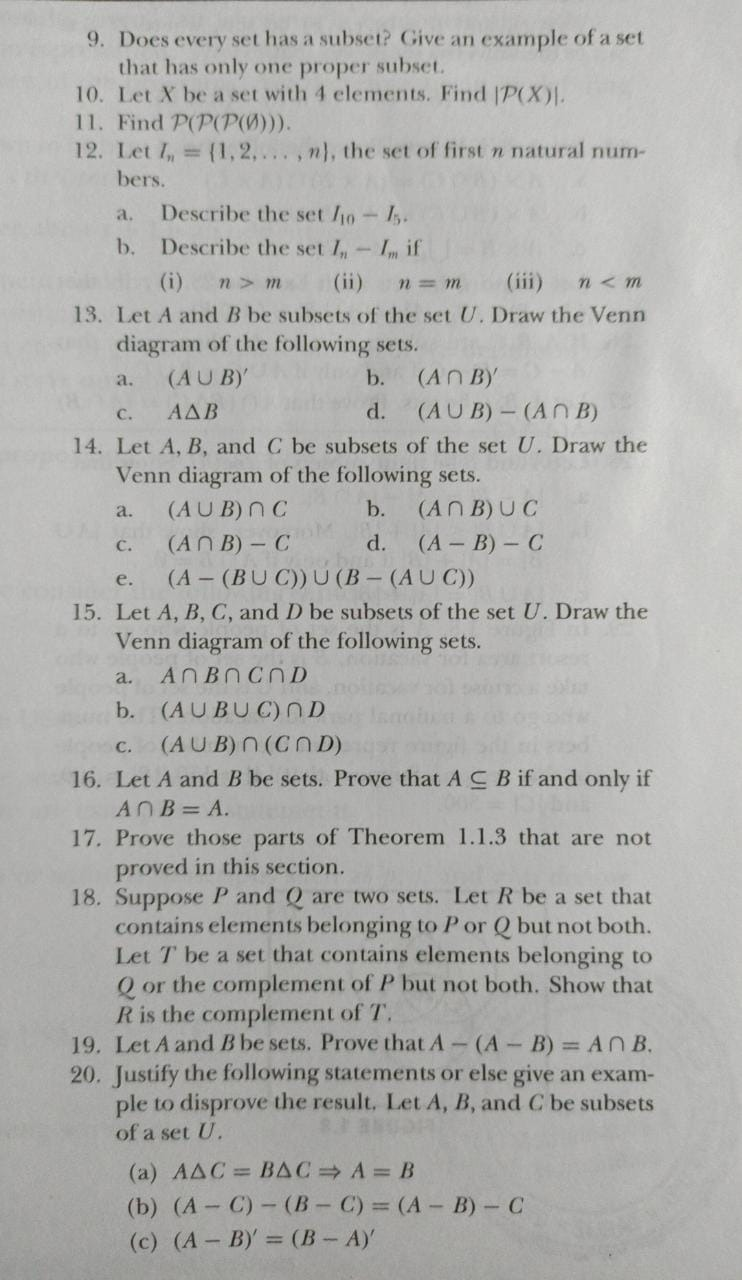 9. Does every set has a subset? Give an example of a set
that has only one proper subset.
10. Let X be a set with 4 elements. Find |𝒫(X)|.
11. Find 𝒫(𝒫(𝒫(∅))).
12. Let Iₙ = {1, 2, . . . , n}, the set of first n natural num-
bers.
a. Describe the set I₁₀ − I₅.
b. Describe the set Iₙ − Iₘ if
(i) n > m (ii) n = m (iii) n < m
13. Let A and B be subsets of the set U. Draw the Venn
diagram of the following sets.
a. (A ∪ B)′ b. (A ∩ B)′
c. A∆B d. (A ∪ B) − (A ∩ B)
14. Let A, B, and C be subsets of the set U. Draw the
Venn diagram of the following sets.
a. (A ∪ B) ∩ C b. (A ∩ B) ∪ C
c. (A ∩ B) − C d. (A − B) − C
e. (A − (B ∪ C)) ∪ (B − (A ∪ C))
15. Let A, B, C, and D be subsets of the set U. Draw the
Venn diagram of the following sets.
a. A ∩ B ∩ C ∩ D
b. (A ∪ B ∪ C) ∩ D
c. (A ∪ B) ∩ (C ∩ D)
16. Let A and B be sets. Prove that A ⊆ B if and only if
A ∩ B = A.
17. Prove those parts of Theorem 1.1.3 that are not
proved in this section.
18. Suppose P and Q are two sets. Let R be a set that
contains elements belonging to P or Q but not both.
Let T be a set that contains elements belonging to
Q or the complement of P but not both. Show that
R is the complement of T.
19. Let A and B be sets. Prove that A − (A − B) = A ∩ B.
20. Justify the following statements or else give an exam-
ple to disprove the result. Let A, B, and C be subsets
of a set U.
(a) A∆C = B∆C ⇒ A = B
(b) (A − C) − (B − C) = (A − B) − C
(c) (A − B)′ = (B − A)′